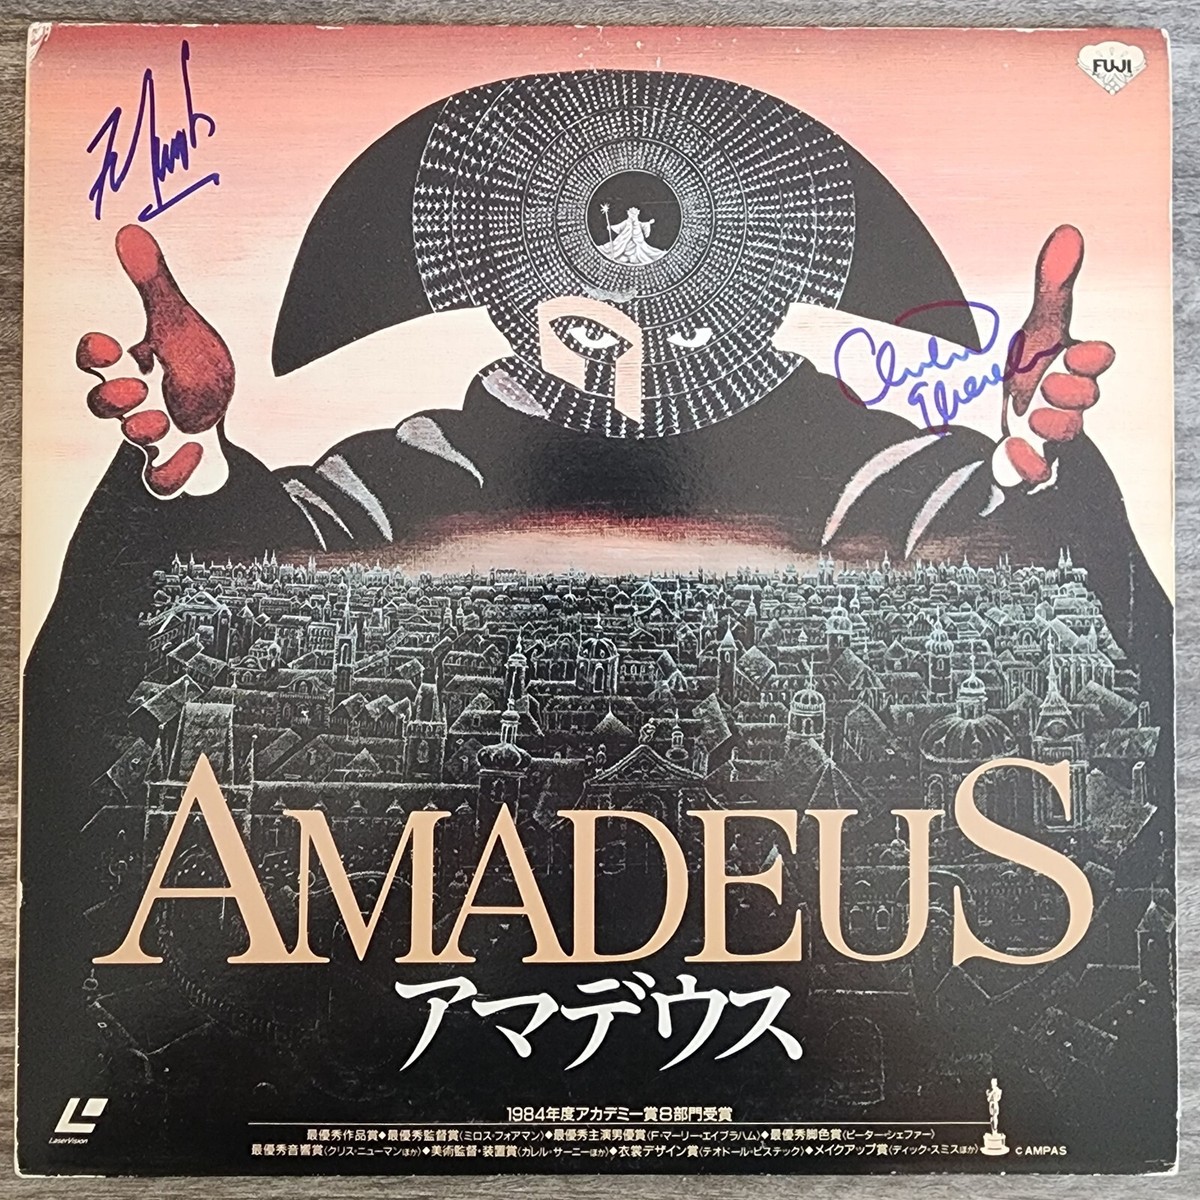 FUJI
AMADEUS
アマデウス
1984年度アカデミー賞8部門受賞
最優秀作品賞◆最優秀監督賞〈ミロス・フォアマン〉◆最優秀主演男優賞〈F・マーリー・エイブラハム〉◆最優秀脚色賞〈ピーター・シェファー〉
最優秀音響賞〈クリス・ニューマンほか〉◆美術監督・装置賞〈カレル・サーニーほか〉◆衣裳デザイン賞〈テオドール・ピステック〉◆メイクアップ賞〈ディック・スミスほか〉
LaserVision
©AMPAS